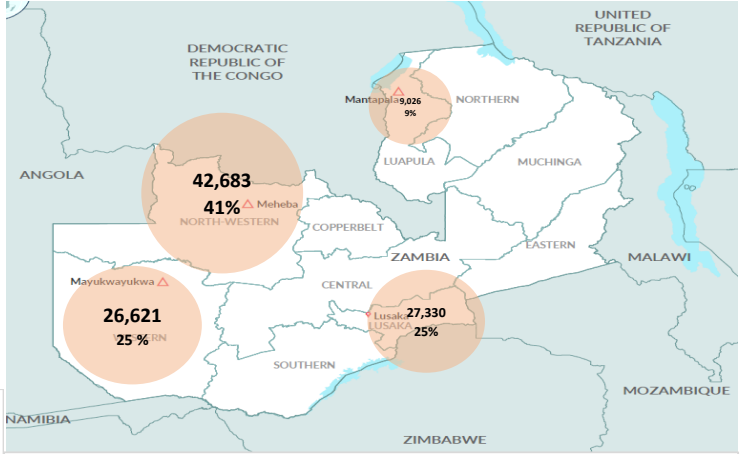 UNITED
REPUBLIC OF
TANZANIA
DEMOCRATIC
REPUBLIC OF
THE CONGO
Mantapala
9,026
9%
NORTHERN
LUAPULA
MUCHINGA
ANGOLA
42,683
41%
Meheba
NORTH-WESTERN
COPPERBELT
EASTERN
ZAMBIA
MALAWI
Mayukwayukwa
CENTRAL
26,621
25 %
WESTERN
27,330
25%
Lusaka
LUSAKA
SOUTHERN
MOZAMBIQUE
NAMIBIA
ZIMBABWE